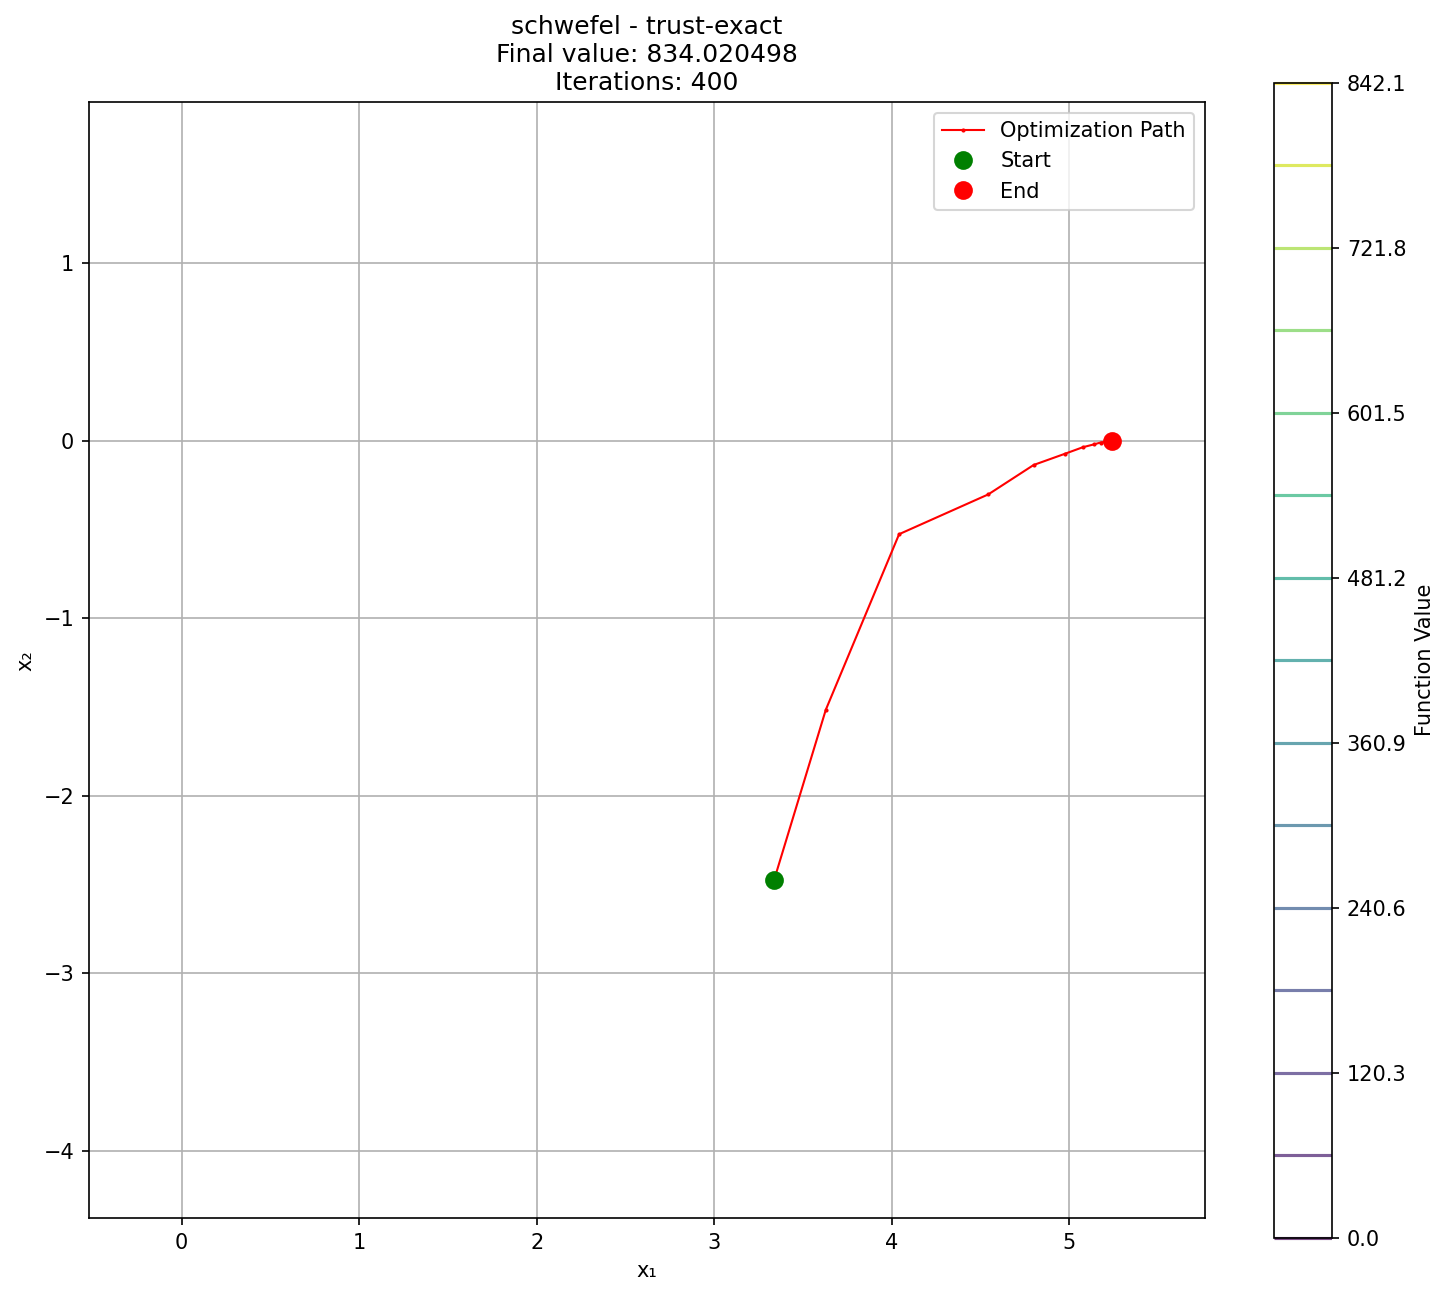 schwefel - trust-exact
Final value: 834.020498
Iterations: 400
Optimization Path
Start
End
1
0
−1
−2
−3
−4
x₂
0
1
2
3
4
5
x₁
842.1
721.8
601.5
481.2
360.9
240.6
120.3
0.0
Function Value